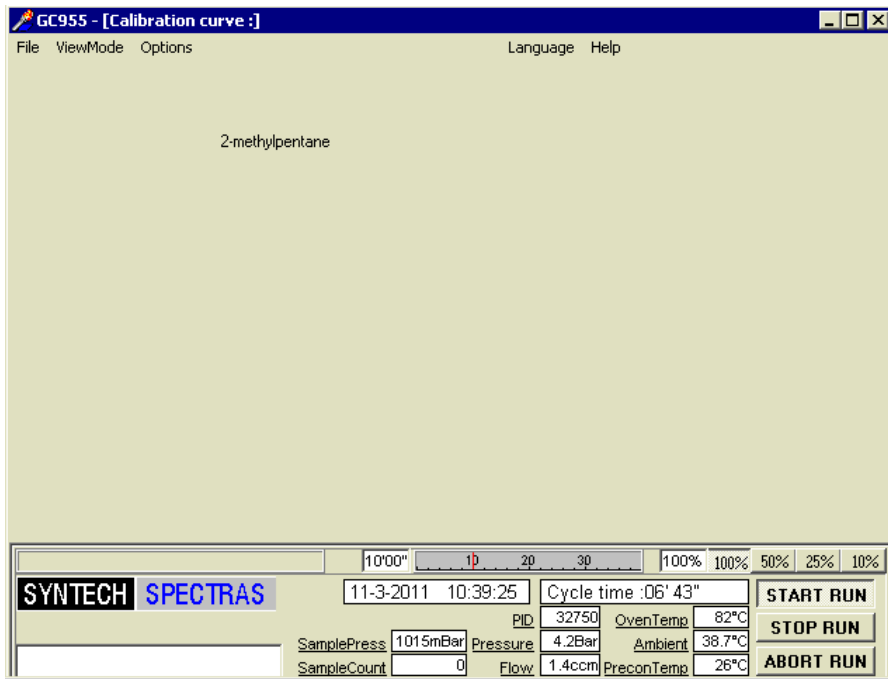 GC955 - [Calibration curve :]
File ViewMode Options Language Help
2-methylpentane
10'00" 10 20 30 100% 100% 50% 25% 10%
SYNTECH SPECTRAS 11-3-2011 10:39:25 Cycle time :06' 43" START RUN
PID 32750 OvenTemp 82°C STOP RUN
SamplePress 1015mBar Pressure 4.2Bar Ambient 38.7°C
SampleCount 0 Flow 1.4ccm PreconTemp 26°C ABORT RUN